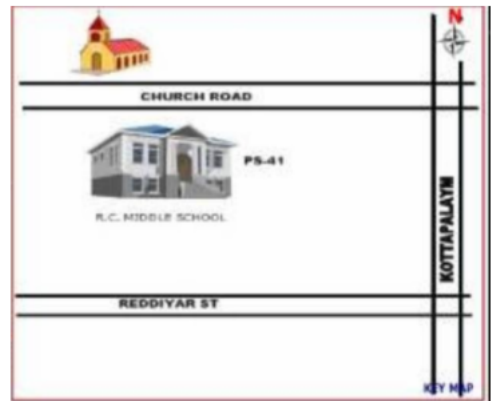 N
CHURCH ROAD
PS-41
R.C. MIDDLE SCHOOL
KOTTAPALAYM
REDDIYAR ST
KEY MAP